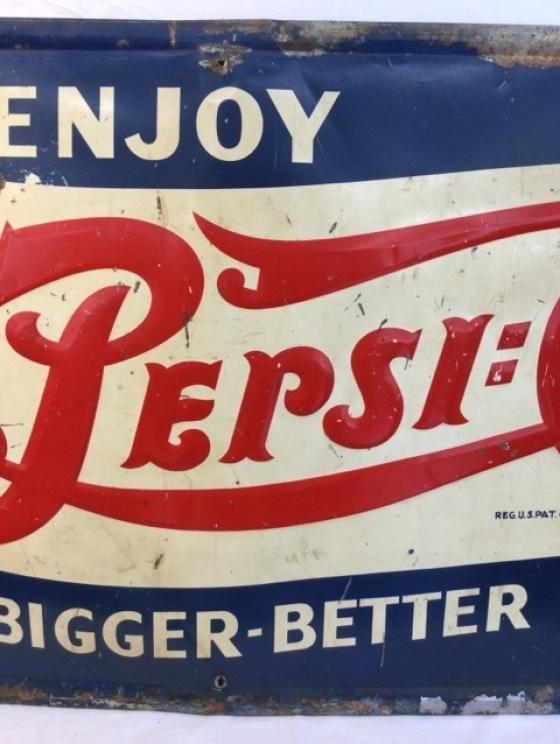 ENJOY
PEPSI:
REG.U.S.PAT.
BIGGER-BETTER